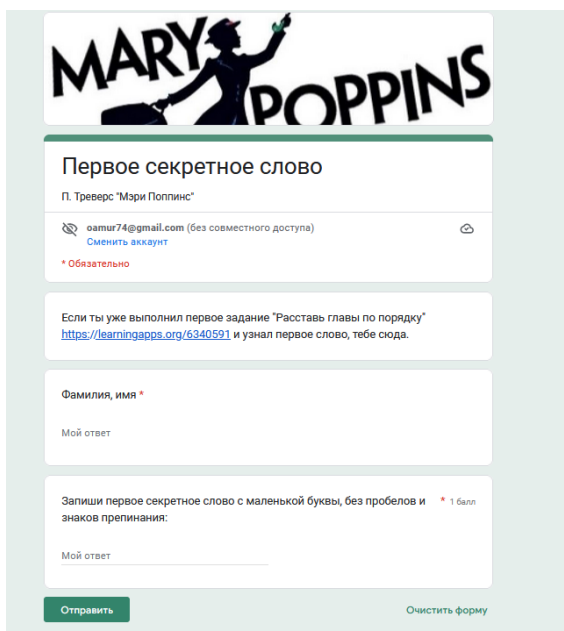 MARY
POPPINS
Первое секретное слово
П. Треверс "Мэри Поппинс"
oamur74@gmail.com (без совместного доступа)
Сменить аккаунт
* Обязательно
Если ты уже выполнил первое задание "Расставь главы по порядку"
https://learningapps.org/6340591 и узнал первое слово, тебе сюда.
Фамилия, имя *
Мой ответ
Запиши первое секретное слово с маленькой буквы, без пробелов и * 1 балл
знаков препинания:
Мой ответ
Отправить Очистить форму